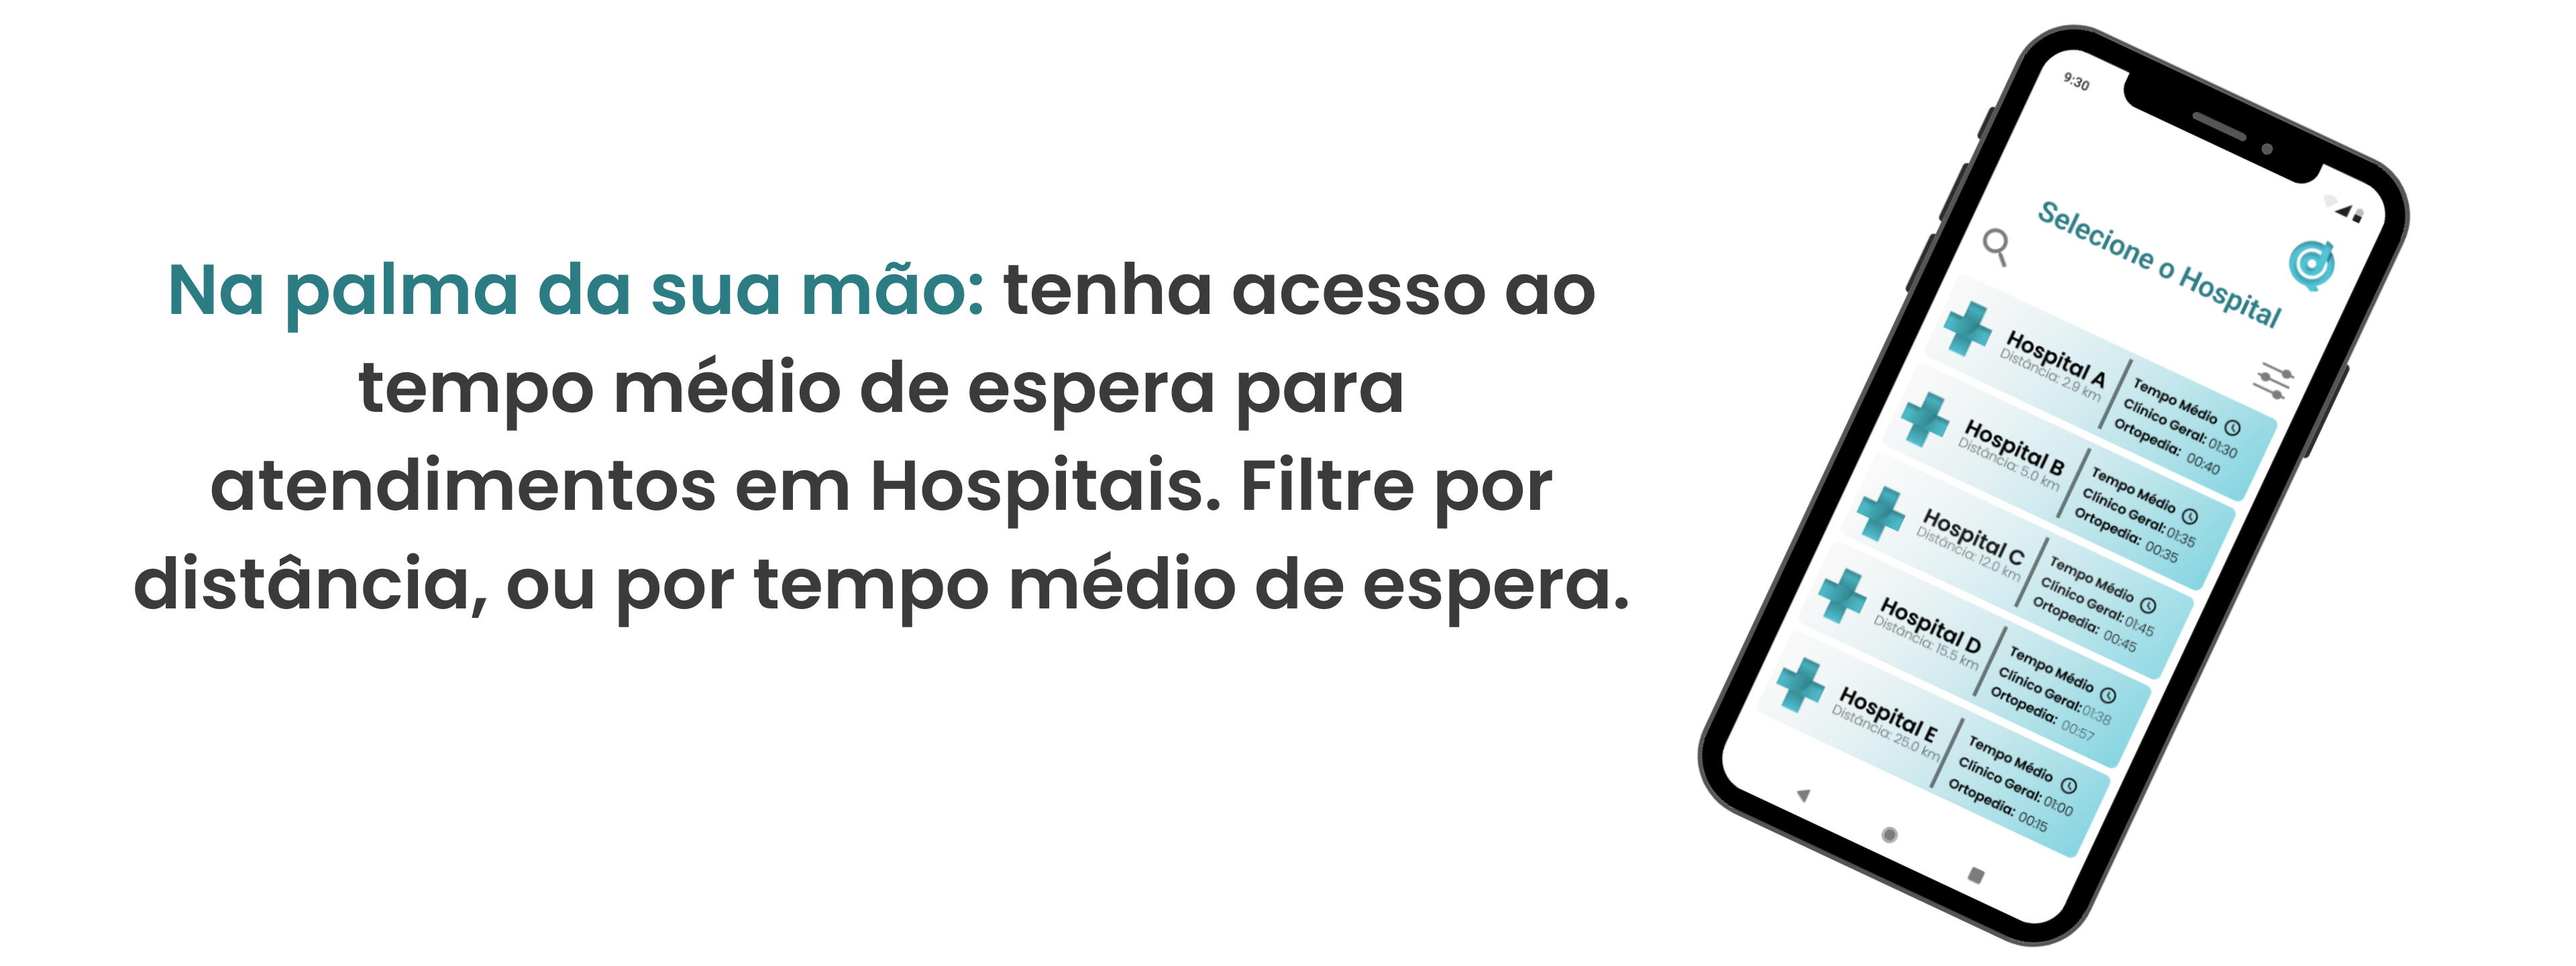 Na palma da sua mão: tenha acesso ao
tempo médio de espera para
atendimentos em Hospitais. Filtre por
distância, ou por tempo médio de espera.
9:30
Selecione o Hospital
Hospital A
Distância: 2.9 km
Tempo Médio
Clínico Geral: 01:30
Ortopedia: 00:40
Hospital B
Distância: 5.0 km
Tempo Médio
Clínico Geral: 01:35
Ortopedia: 00:35
Hospital C
Distância: 12.0 km
Tempo Médio
Clínico Geral: 01:45
Ortopedia: 00:45
Hospital D
Distância: 15.5 km
Tempo Médio
Clínico Geral: 01:38
Ortopedia: 00:57
Hospital E
Distância: 25.0 km
Tempo Médio
Clínico Geral: 01:00
Ortopedia: 00:15